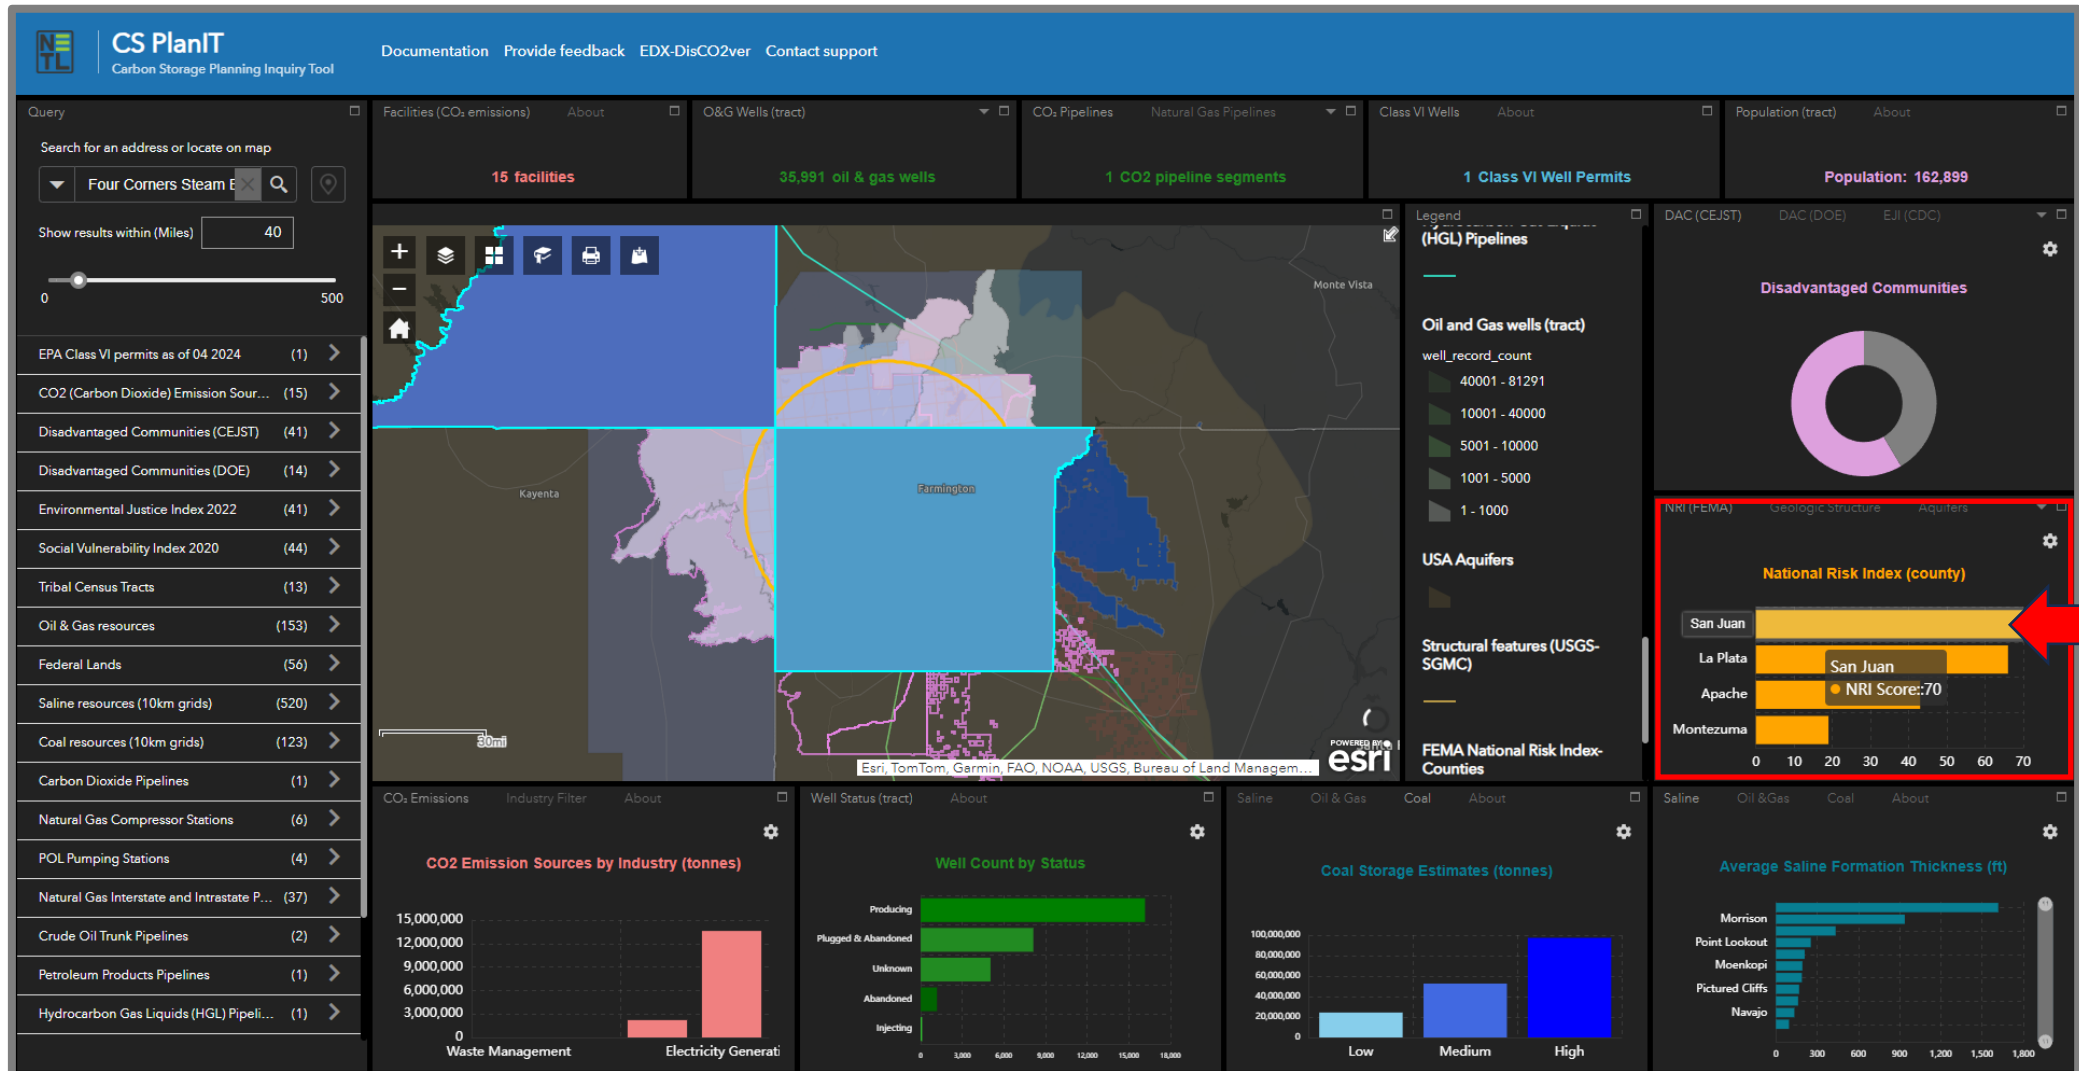 NETL
CS PlanIT
Carbon Storage Planning Inquiry Tool
Documentation Provide feedback EDX-DisCO2ver Contact support
Query
Search for an address or locate on map
Four Corners Steam E
Show results within (Miles) 40
0 500
EPA Class VI permits as of 04 2024 (1)
CO2 (Carbon Dioxide) Emission Sour... (15)
Disadvantaged Communities (CEJST) (41)
Disadvantaged Communities (DOE) (14)
Environmental Justice Index 2022 (41)
Social Vulnerability Index 2020 (44)
Tribal Census Tracts (13)
Oil & Gas resources (153)
Federal Lands (56)
Saline resources (10km grids) (520)
Coal resources (10km grids) (123)
Carbon Dioxide Pipelines (1)
Natural Gas Compressor Stations (6)
POL Pumping Stations (4)
Natural Gas Interstate and Intrastate P... (37)
Crude Oil Trunk Pipelines (2)
Petroleum Products Pipelines (1)
Hydrocarbon Gas Liquids (HGL) Pipeli... (1)
Facilities (CO₂ emissions) About
15 facilities
O&G Wells (tract)
35,991 oil & gas wells
CO₂ Pipelines Natural Gas Pipelines
1 CO2 pipeline segments
Class VI Wells About
1 Class VI Well Permits
Population (tract) About
Population: 162,899
Monte Vista
Kayenta
Farmington
30mi
Esri, TomTom, Garmin, FAO, NOAA, USGS, Bureau of Land Managem...
POWERED BY
esri
Legend
(HGL) Pipelines
Oil and Gas wells (tract)
well_record_count
40001 - 81291
10001 - 40000
5001 - 10000
1001 - 5000
1 - 1000
USA Aquifers
Structural features (USGS-
SGMC)
FEMA National Risk Index-
Counties
DAC (CEJST) DAC (DOE) EJI (CDC)
Disadvantaged Communities
NRI (FEMA) Geologic Structure Aquifers
National Risk Index (county)
San Juan
La Plata
Apache
Montezuma
San Juan
NRI Score::70
0 10 20 30 40 50 60 70
CO₂ Emissions Industry Filter About
CO2 Emission Sources by Industry (tonnes)
15,000,000
12,000,000
9,000,000
6,000,000
3,000,000
0
Waste Management Electricity Generati
Well Status (tract) About
Well Count by Status
Producing
Plugged & Abandoned
Unknown
Abandoned
Injecting
0 3,000 6,000 9,000 12,000 15,000 18,000
Saline Oil & Gas Coal About
Coal Storage Estimates (tonnes)
100,000,000
80,000,000
60,000,000
40,000,000
20,000,000
0
Low Medium High
Saline Oil &Gas Coal About
Average Saline Formation Thickness (ft)
Morrison
Point Lookout
Moenkopi
Pictured Cliffs
Navajo
0 300 600 900 1,200 1,500 1,800